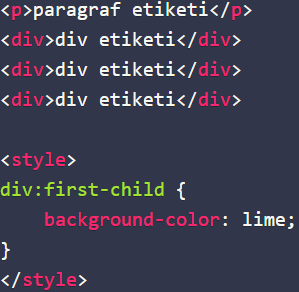 <p>paragraf etiketi</p>
<div>div etiketi</div>
<div>div etiketi</div>
<div>div etiketi</div>
<style>
div:first-child {
    background-color: lime;
}
</style>